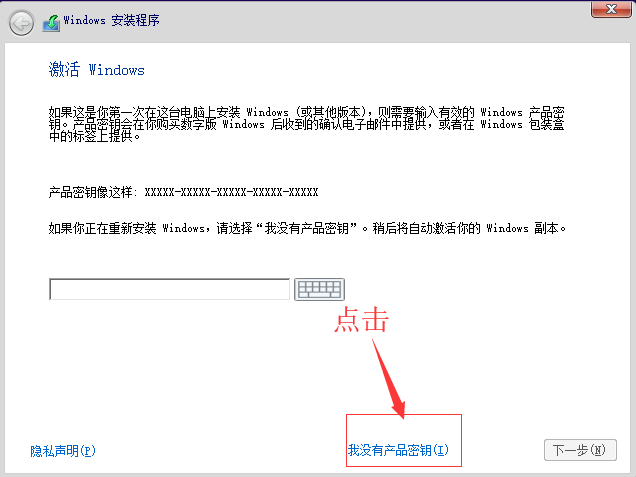 Windows 安装程序
激活 Windows
如果这是你第一次在这台电脑上安装 Windows (或其他版本)，则需要输入有效的 Windows 产品密
钥。产品密钥会在你购买数字版 Windows 后收到的确认电子邮件中提供，或者在 Windows 包装盒
中的标签上提供。
产品密钥像这样: XXXXX-XXXXX-XXXXX-XXXXX-XXXXX
如果你正在重新安装 Windows，请选择“我没有产品密钥”。稍后将自动激活你的 Windows 副本。
点击
隐私声明(P)
我没有产品密钥(I)
下一步(N)